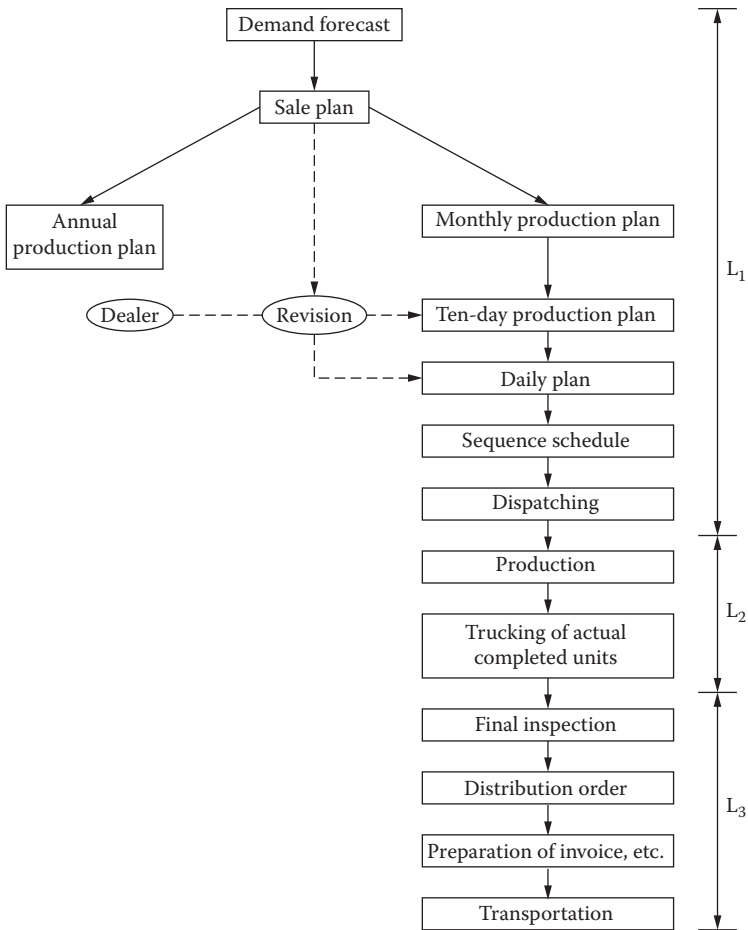 Demand forecast
Sale plan
Annual
production plan
Monthly production plan
L1
Dealer
Revision
Ten-day production plan
Daily plan
Sequence schedule
Dispatching
Production
L2
Trucking of actual
completed units
Final inspection
Distribution order
L3
Preparation of invoice, etc.
Transportation